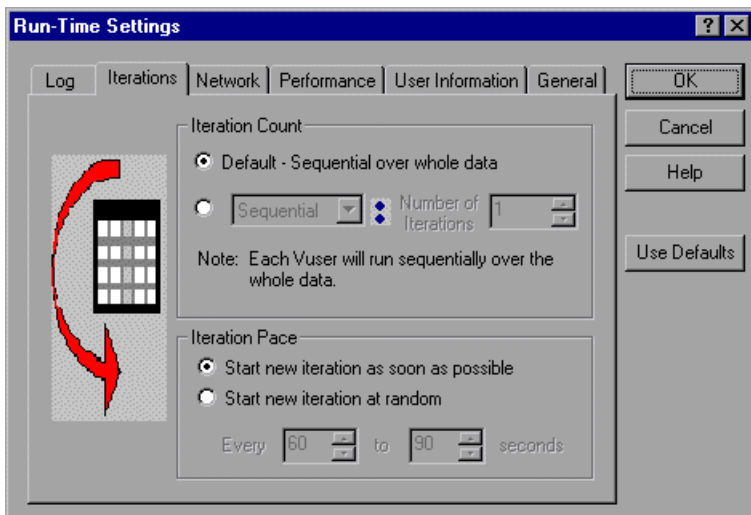 Run-Time Settings
Log Iterations Network Performance User Information General
OK
Cancel
Help
Use Defaults
Iteration Count
Default - Sequential over whole data
Sequential Number of Iterations 1
Note: Each Vuser will run sequentially over the
whole data.
Iteration Pace
Start new iteration as soon as possible
Start new iteration at random
Every 60 to 90 seconds